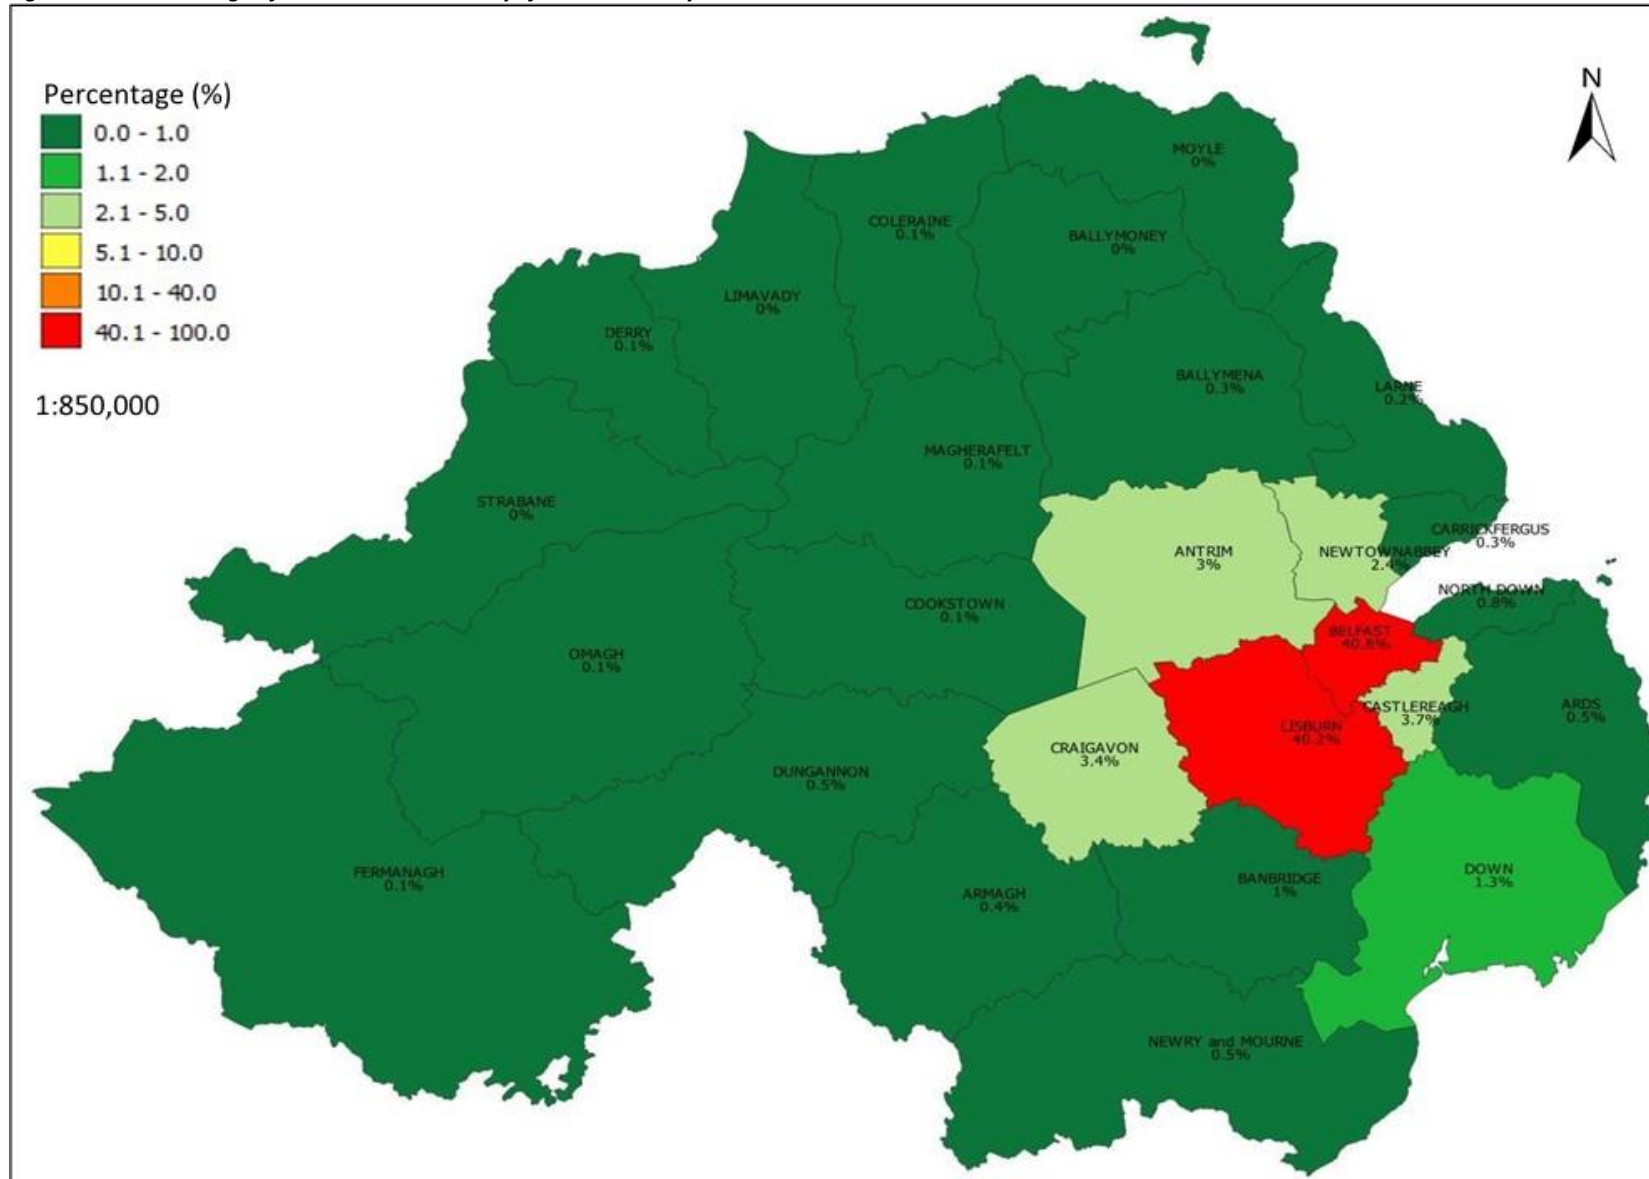 Percentage (%)
0.0 - 1.0
1.1 - 2.0
2.1 - 5.0
5.1 - 10.0
10.1 - 40.0
40.1 - 100.0
1:850,000
N
MOYLE
0%
COLERAINE
0.1%
BALLYMONEY
0%
LIMAVADY
0%
DERRY
0.1%
BALLYMENA
0.3%
LARNE
0.2%
MAGHERAFELT
0.1%
STRABANE
0%
CARRICKFERGUS
0.3%
ANTRIM
3%
NEWTOWNABBEY
2.4%
NORTH DOWN
0.8%
COOKSTOWN
0.1%
BELFAST
40.8%
OMAGH
0.1%
CASTLEREAGH
3.7%
ARDS
0.5%
LISBURN
40.2%
CRAIGAVON
3.4%
DUNGANNON
0.5%
FERMANAGH
0.1%
BANBRIDGE
1%
DOWN
1.3%
ARMAGH
0.4%
NEWRY and MOURNE
0.5%